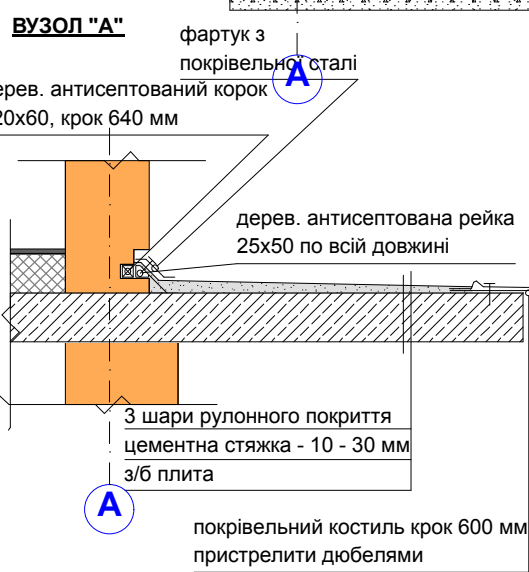 ВУЗОЛ "А"
фартук з
покрівельної сталі
А
дерев. антисептований корок
20х60, крок 640 мм
дерев. антисептована рейка
25х50 по всій довжині
3 шари рулонного покриття
цементна стяжка - 10 - 30 мм
з/б плита
А
покрівельний костиль крок 600 мм
пристрелити дюбелями